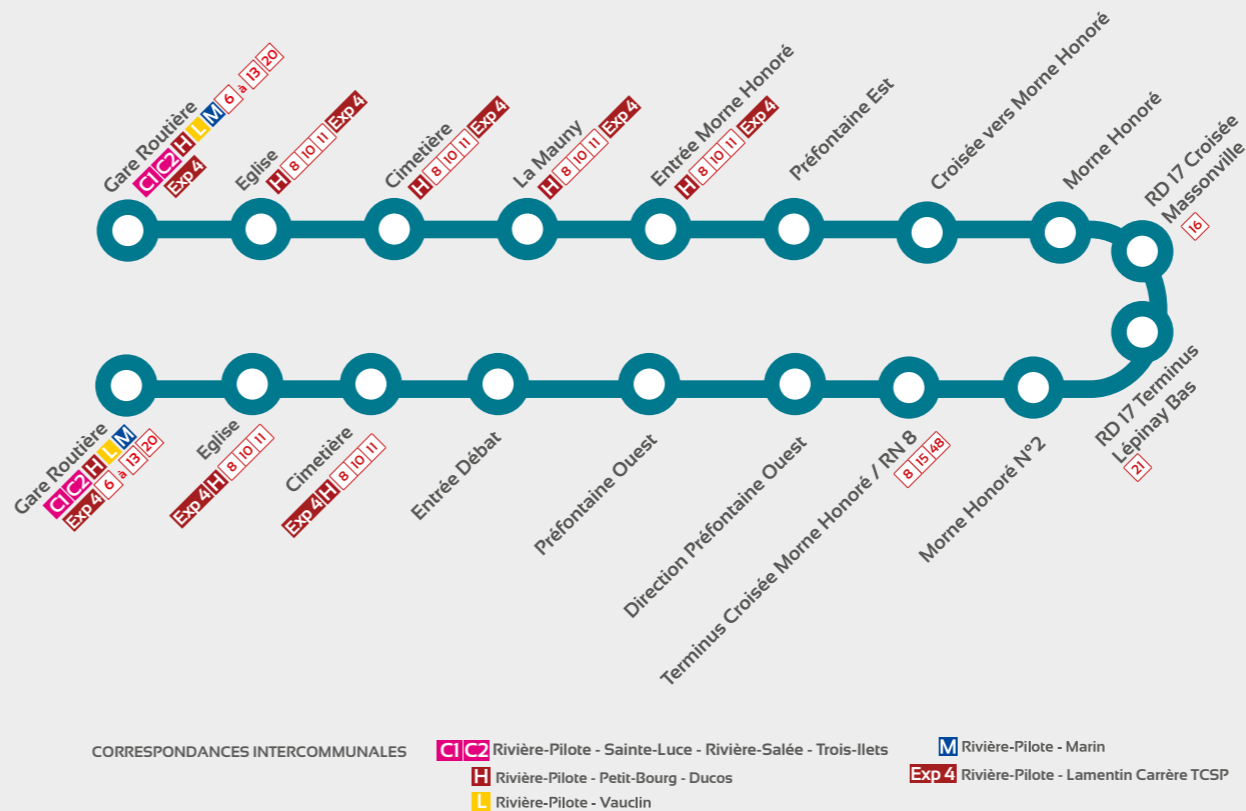 Gare Routière
C1 C2 H L M 6 à 13 20
Exp 4
Eglise
H 8 10 11 Exp 4
Cimetière
H 8 10 11 Exp 4
La Mauny
H 8 10 11 Exp 4
Entrée Morne Honoré
H 8 10 11 Exp 4
Préfontaine Est
Croisée vers Morne Honoré
Morne Honoré
RD 17 Croisée
Massonville
16
RD 17 Terminus
Lépinay Bas
21
Gare Routière
C1 C2 H L M
Exp 4 6 à 13 20
Eglise
Exp 4 H 8 10 11
Cimetière
Exp 4 H 8 10 11
Entrée Débat
Préfontaine Ouest
Direction Préfontaine Ouest
Terminus Croisée Morne Honoré / RN 8
8 15 48
Morne Honoré N°2
CORRESPONDANCES INTERCOMMUNALES
C1 C2 Rivière-Pilote - Sainte-Luce - Rivière-Salée - Trois-Ilets
H Rivière-Pilote - Petit-Bourg - Ducos
L Rivière-Pilote - Vauclin
M Rivière-Pilote - Marin
Exp 4 Rivière-Pilote - Lamentin Carrère TCSP